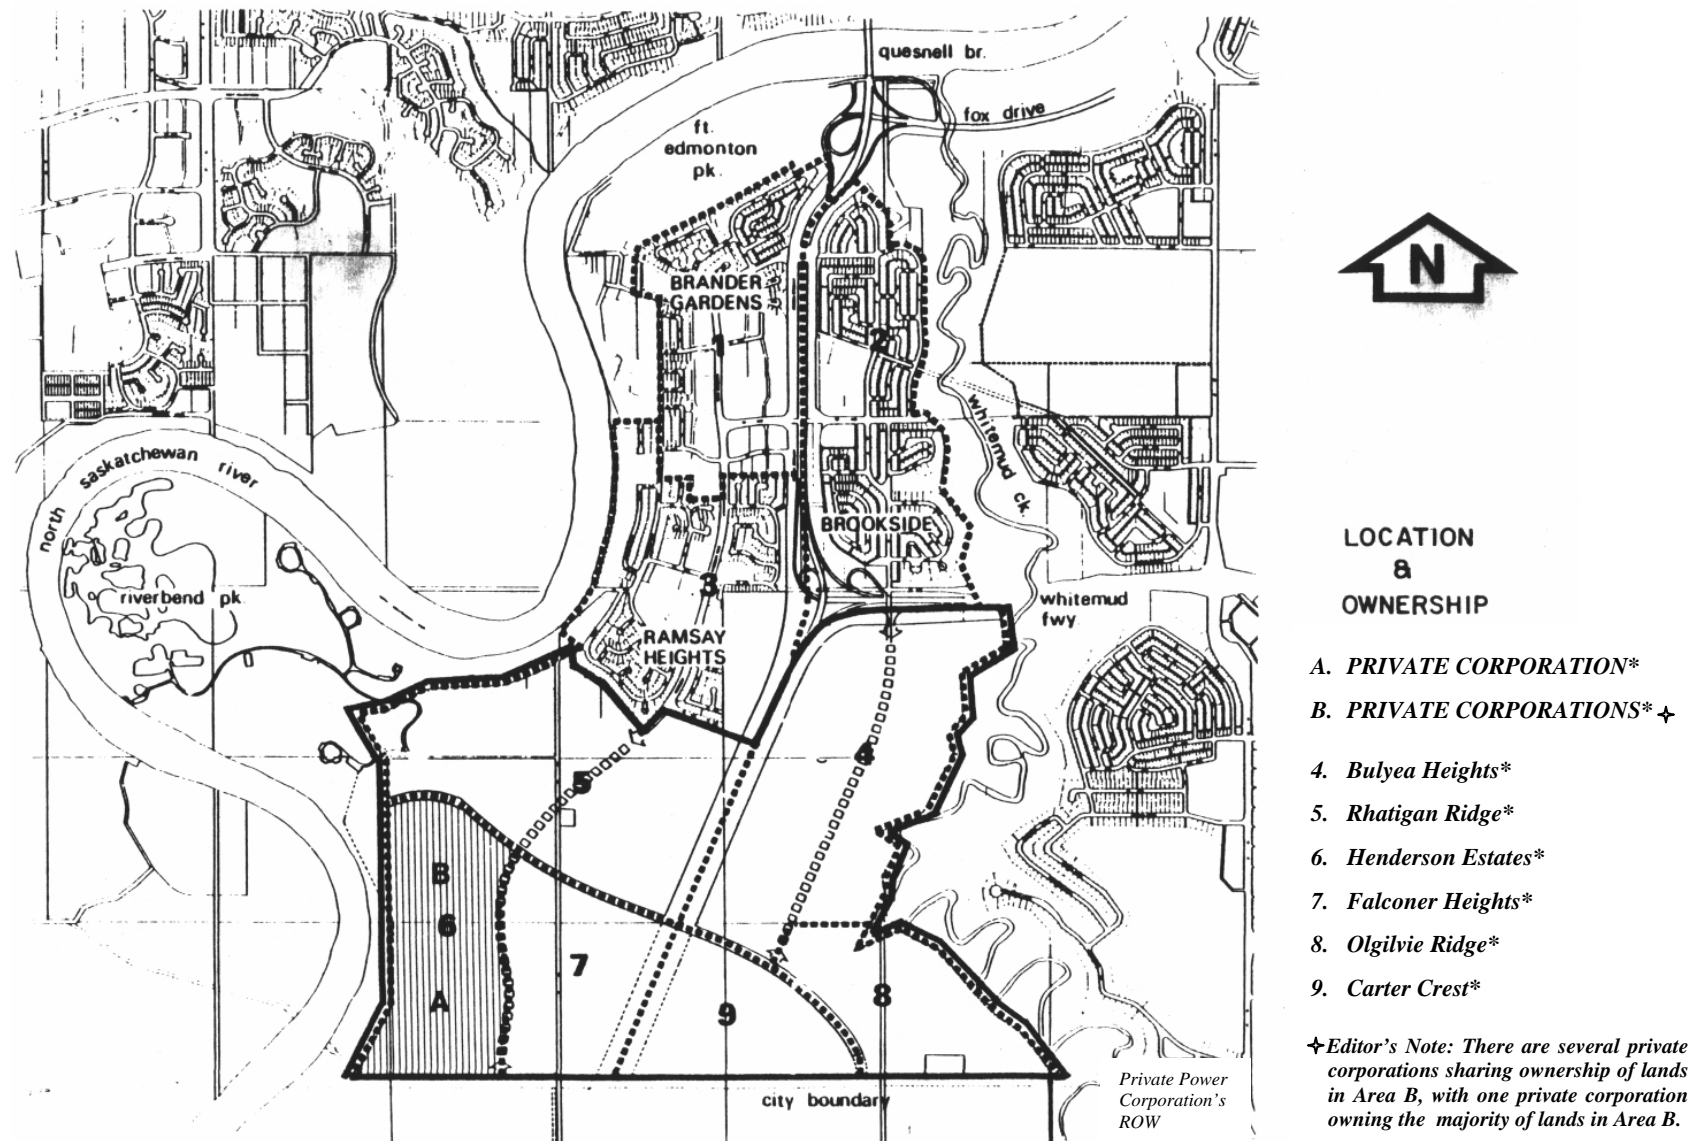 quesnell br.
fox drive
ft.
edmonton
pk.
N
BRANDER
GARDENS
1
2
whitemud ck.
north saskatchewan river
BROOKSIDE
3
riverbend pk.
whitemud
fwy
RAMSAY
HEIGHTS
4
5
B
6
A
7
8
9
city boundary
Private Power
Corporation's
ROW
LOCATION
&
OWNERSHIP
A. PRIVATE CORPORATION*
B. PRIVATE CORPORATIONS* ✧
4. Bulyea Heights*
5. Rhatigan Ridge*
6. Henderson Estates*
7. Falconer Heights*
8. Olgilvie Ridge*
9. Carter Crest*
✧Editor's Note: There are several private
corporations sharing ownership of lands
in Area B, with one private corporation
owning the majority of lands in Area B.